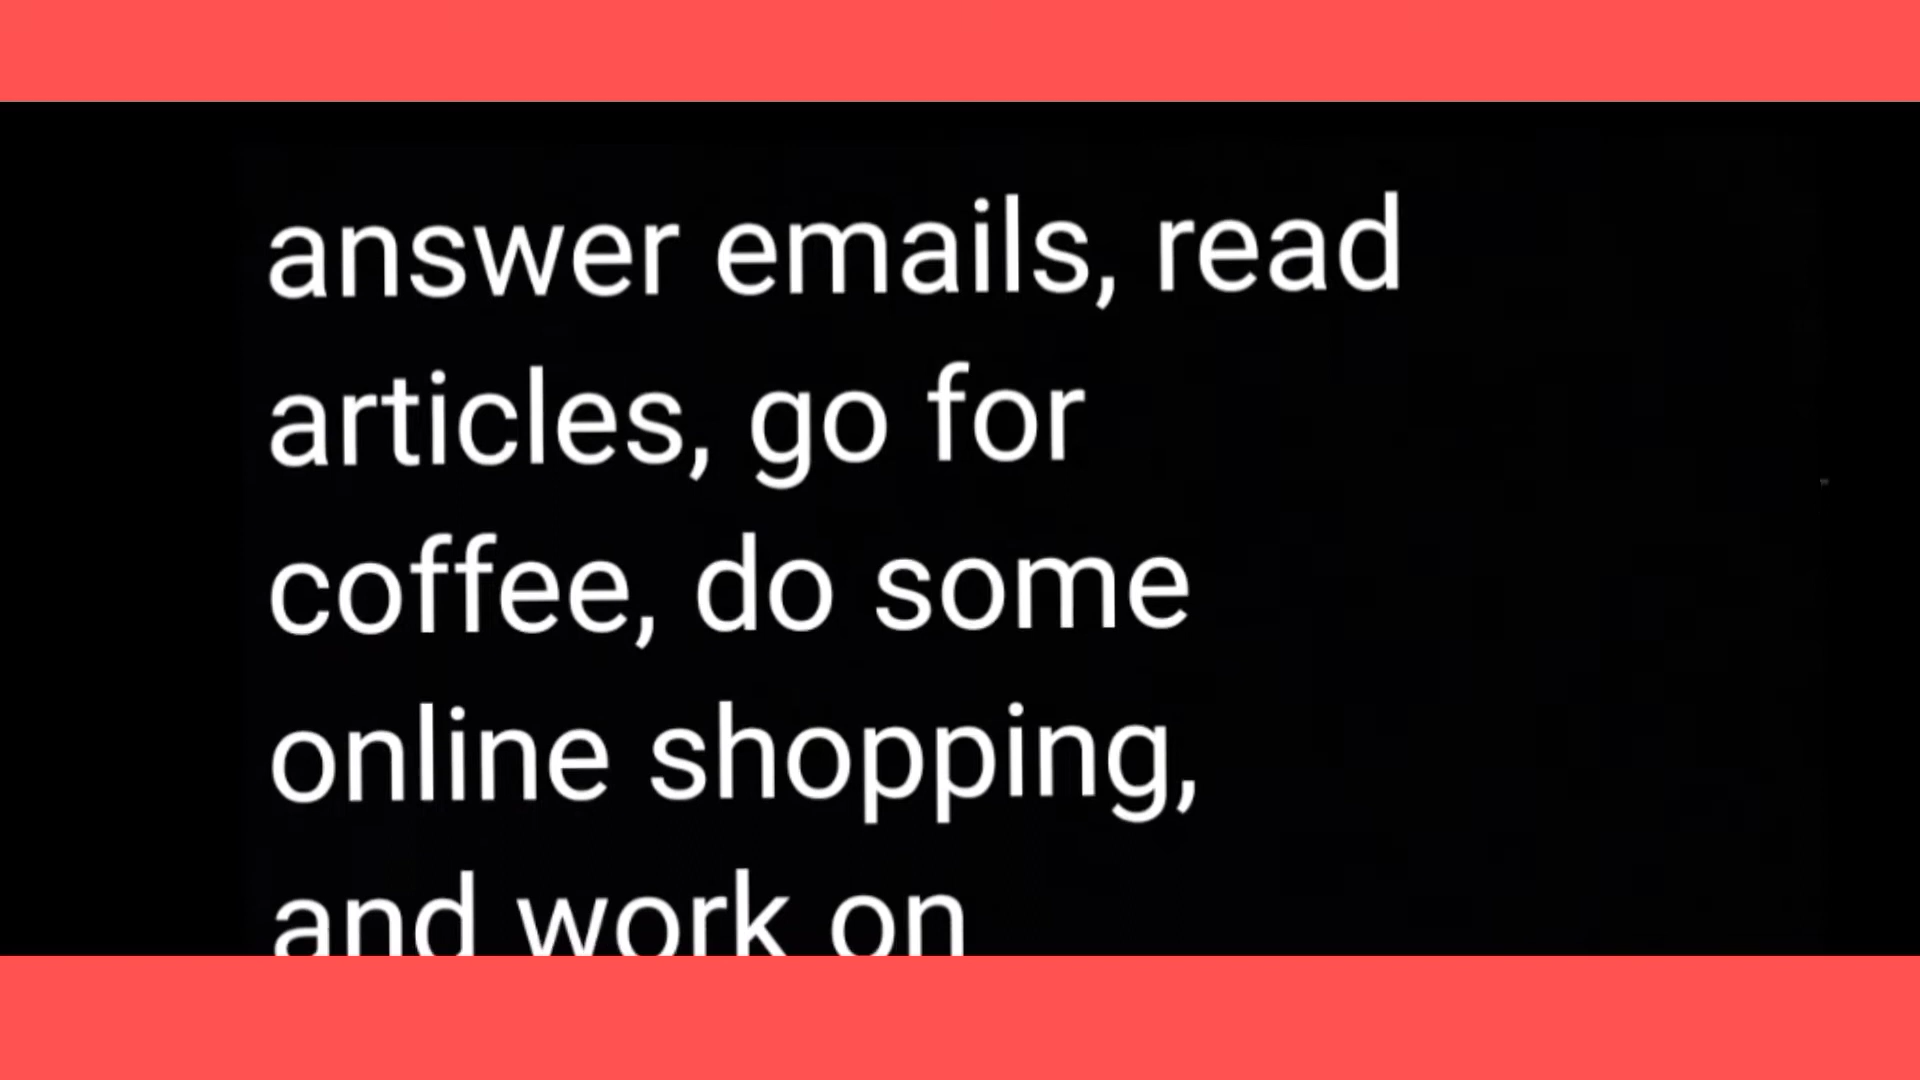 answer emails, read
articles, go for
coffee, do some
online shopping,
and work on